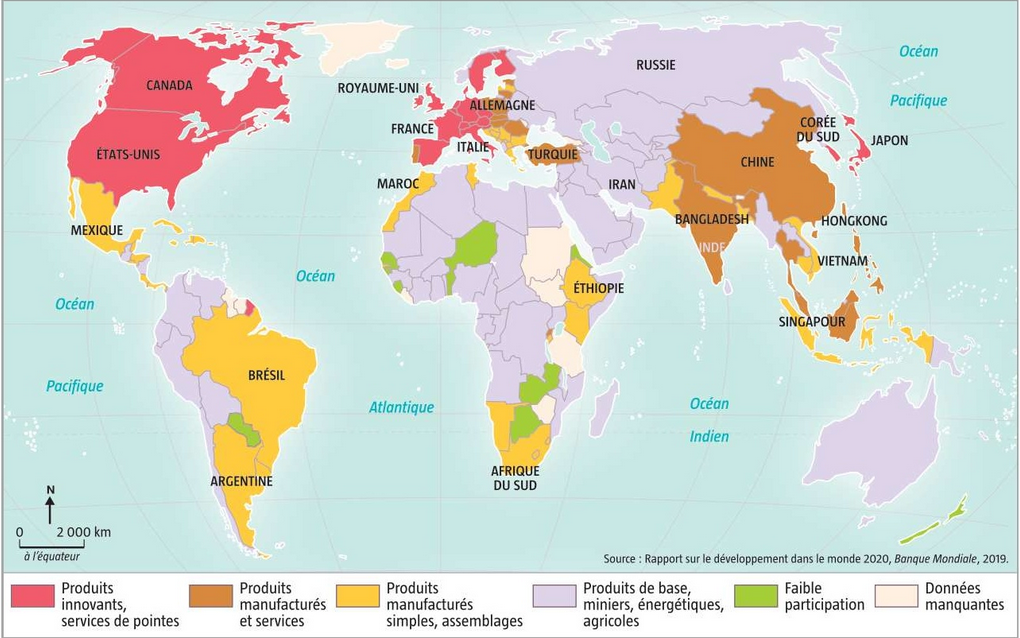 Océan
Pacifique
RUSSIE
CANADA
ROYAUME-UNI
ALLEMAGNE
CORÉE
DU SUD
JAPON
FRANCE
ÉTATS-UNIS
ITALIE
TURQUIE
CHINE
MAROC
IRAN
MEXIQUE
BANGLADESH
HONGKONG
INDE
VIETNAM
Océan
ÉTHIOPIE
Océan
SINGAPOUR
BRÉSIL
Pacifique
Atlantique
Océan
Indien
AFRIQUE
DU SUD
ARGENTINE
N
0 2 000 km
à l'équateur
Source : Rapport sur le développement dans le monde 2020, Banque Mondiale, 2019.
Produits
innovants,
services de pointes
Produits
manufacturés
et services
Produits
manufacturés
simples, assemblages
Produits de base,
miniers, énergétiques,
agricoles
Faible
participation
Données
manquantes